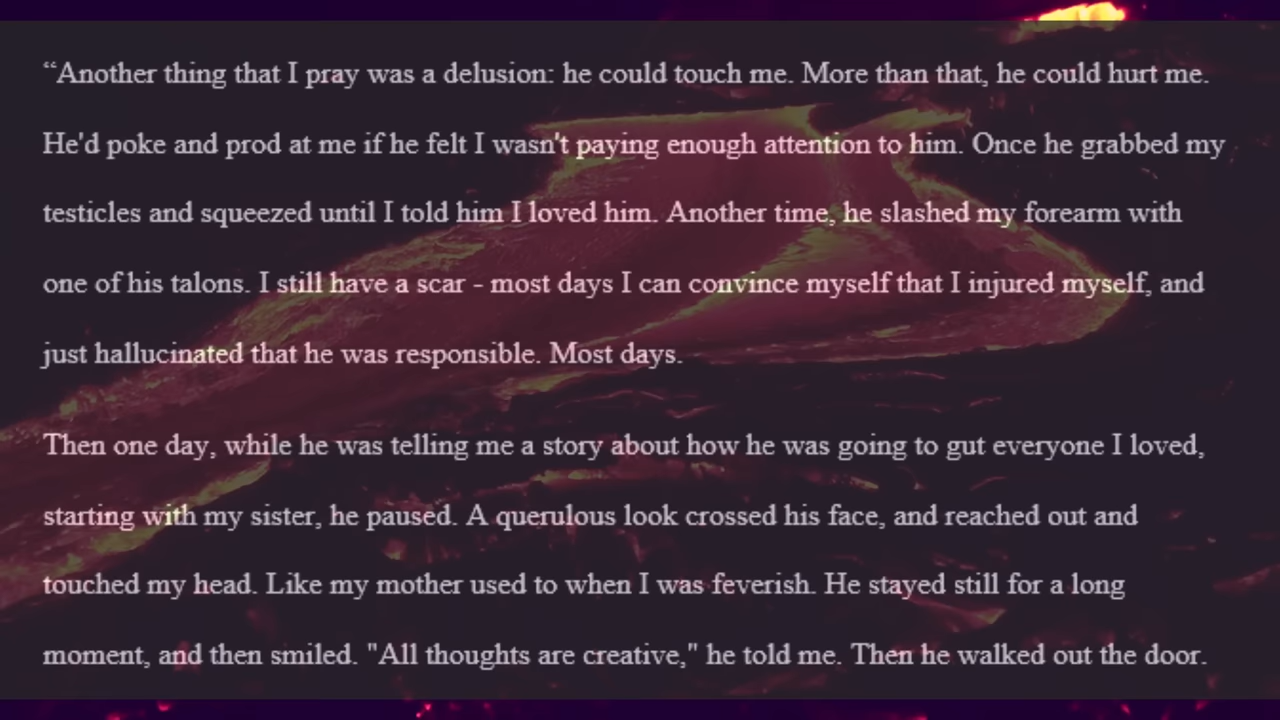 “Another thing that I pray was a delusion: he could touch me. More than that, he could hurt me.
He'd poke and prod at me if he felt I wasn't paying enough attention to him. Once he grabbed my
testicles and squeezed until I told him I loved him. Another time, he slashed my forearm with
one of his talons. I still have a scar - most days I can convince myself that I injured myself, and
just hallucinated that he was responsible. Most days.
Then one day, while he was telling me a story about how he was going to gut everyone I loved,
starting with my sister, he paused. A querulous look crossed his face, and reached out and
touched my head. Like my mother used to when I was feverish. He stayed still for a long
moment, and then smiled. "All thoughts are creative," he told me. Then he walked out the door.